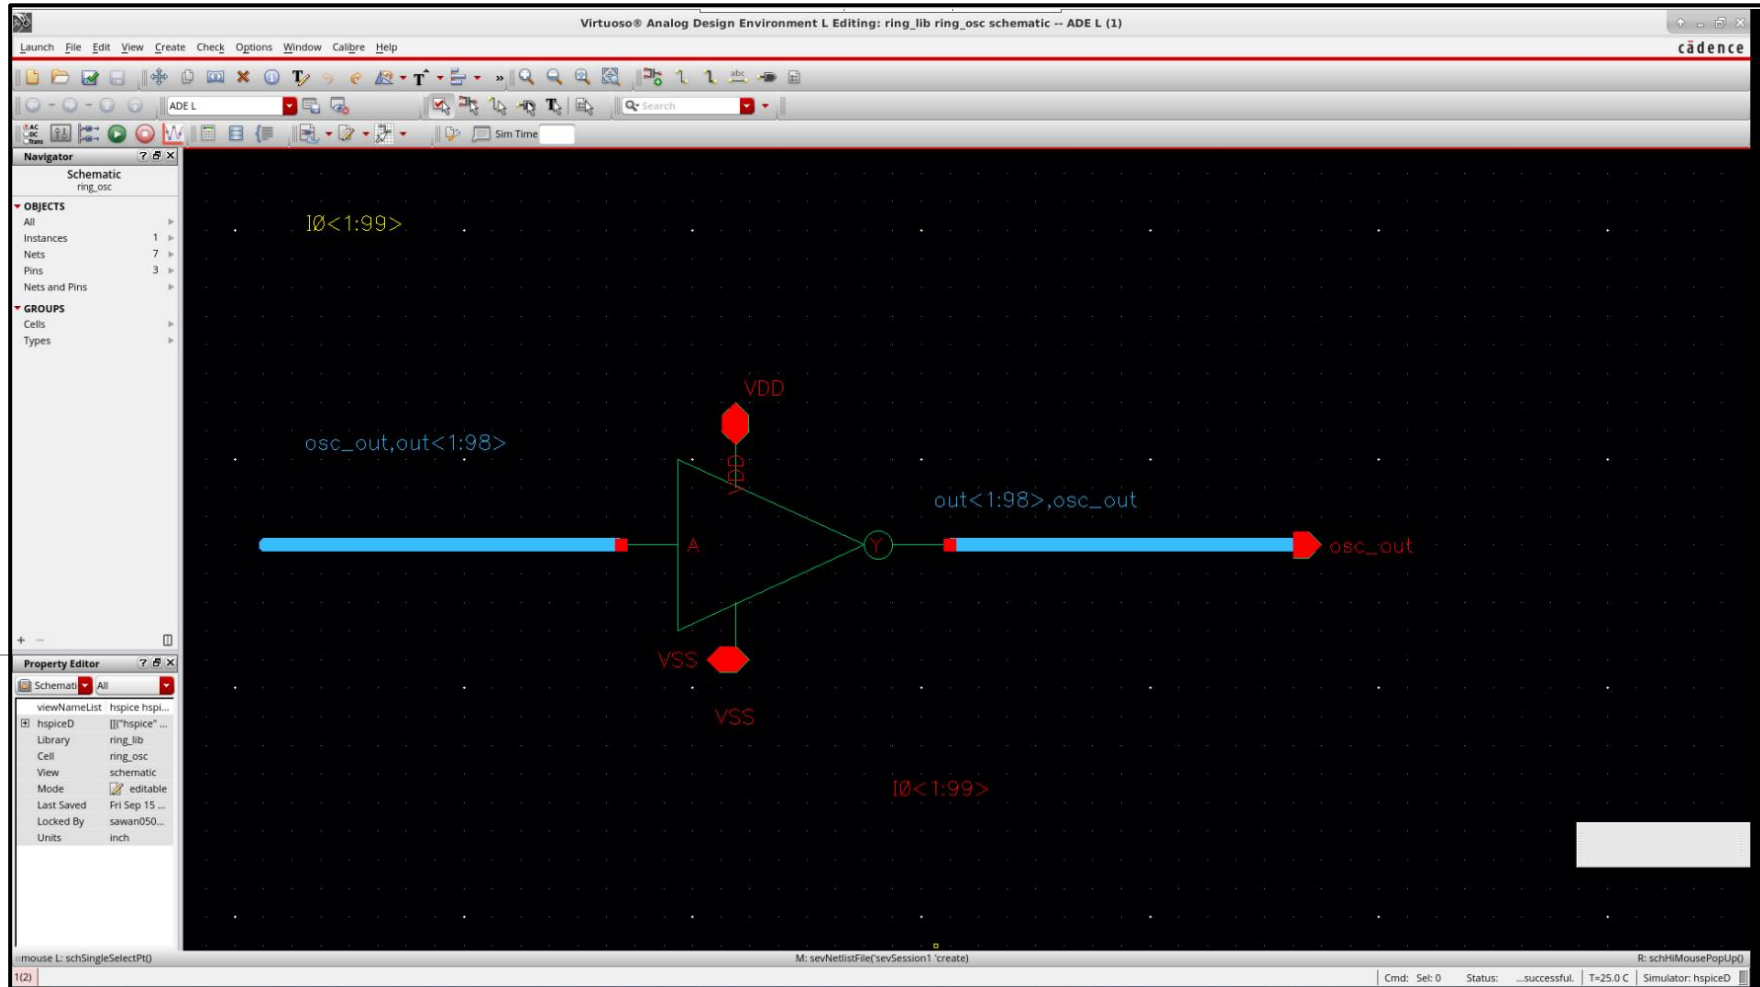 Virtuoso® Analog Design Environment L Editing: ring_lib ring_osc schematic -- ADE L (1)
Launch File Edit View Create Check Options Window Calibre Help
cādence
ADE L
Search
Sim Time
Navigator
Schematic
ring_osc
OBJECTS
All
Instances 1
Nets 7
Pins 3
Nets and Pins
GROUPS
Cells
Types
I0<1:99>
VDD
osc_out,out<1:98>
VDD
out<1:98>,osc_out
A
Y
osc_out
VSS
VSS
I0<1:99>
Property Editor
Schemati All
viewNameList hspice hspi...
hspiceD [[("hspice" ...
Library ring_lib
Cell ring_osc
View schematic
Mode editable
Last Saved Fri Sep 15 ...
Locked By sawan050...
Units inch
mouse L: schSingleSelectPt() M: sevNetlistFile('sevSession1 'create) R: schHiMousePopUp()
1(2) Cmd: Sel: 0 Status: ...successful. T=25.0 C Simulator: hspiceD